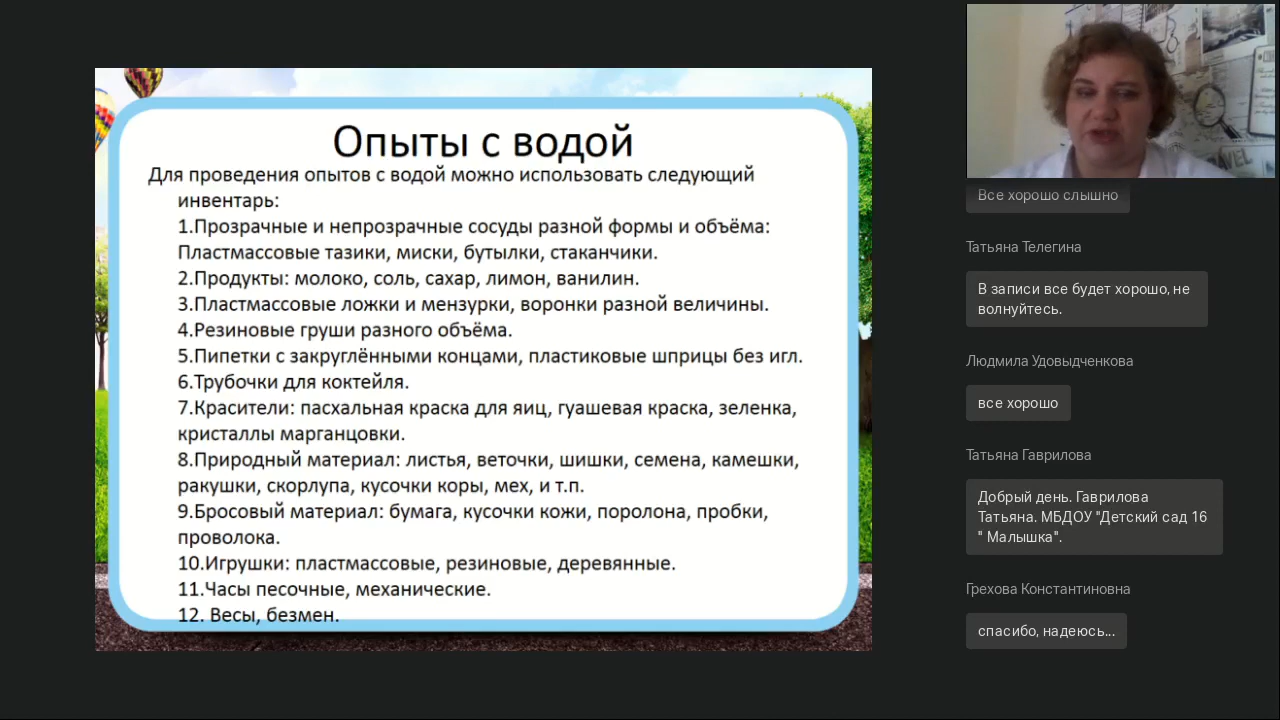 Опыты с водой
Для проведения опытов с водой можно использовать следующий
инвентарь:
1.Прозрачные и непрозрачные сосуды разной формы и объёма:
Пластмассовые тазики, миски, бутылки, стаканчики.
2.Продукты: молоко, соль, сахар, лимон, ванилин.
3.Пластмассовые ложки и мензурки, воронки разной величины.
4.Резиновые груши разного объёма.
5.Пипетки с закруглёнными концами, пластиковые шприцы без игл.
6.Трубочки для коктейля.
7.Красители: пасхальная краска для яиц, гуашевая краска, зеленка,
кристаллы марганцовки.
8.Природный материал: листья, веточки, шишки, семена, камешки,
ракушки, скорлупа, кусочки коры, мех, и т.п.
9.Бросовый материал: бумага, кусочки кожи, поролона, пробки,
проволока.
10.Игрушки: пластмассовые, резиновые, деревянные.
11.Часы песочные, механические.
12. Весы, безмен.
Все хорошо слышно
Татьяна Телегина
В записи все будет хорошо, не
волнуйтесь.
Людмила Удовыдченкова
все хорошо
Татьяна Гаврилова
Добрый день. Гаврилова
Татьяна. МБДОУ "Детский сад 16
" Малышка".
Грехова Константиновна
спасибо, надеюсь...